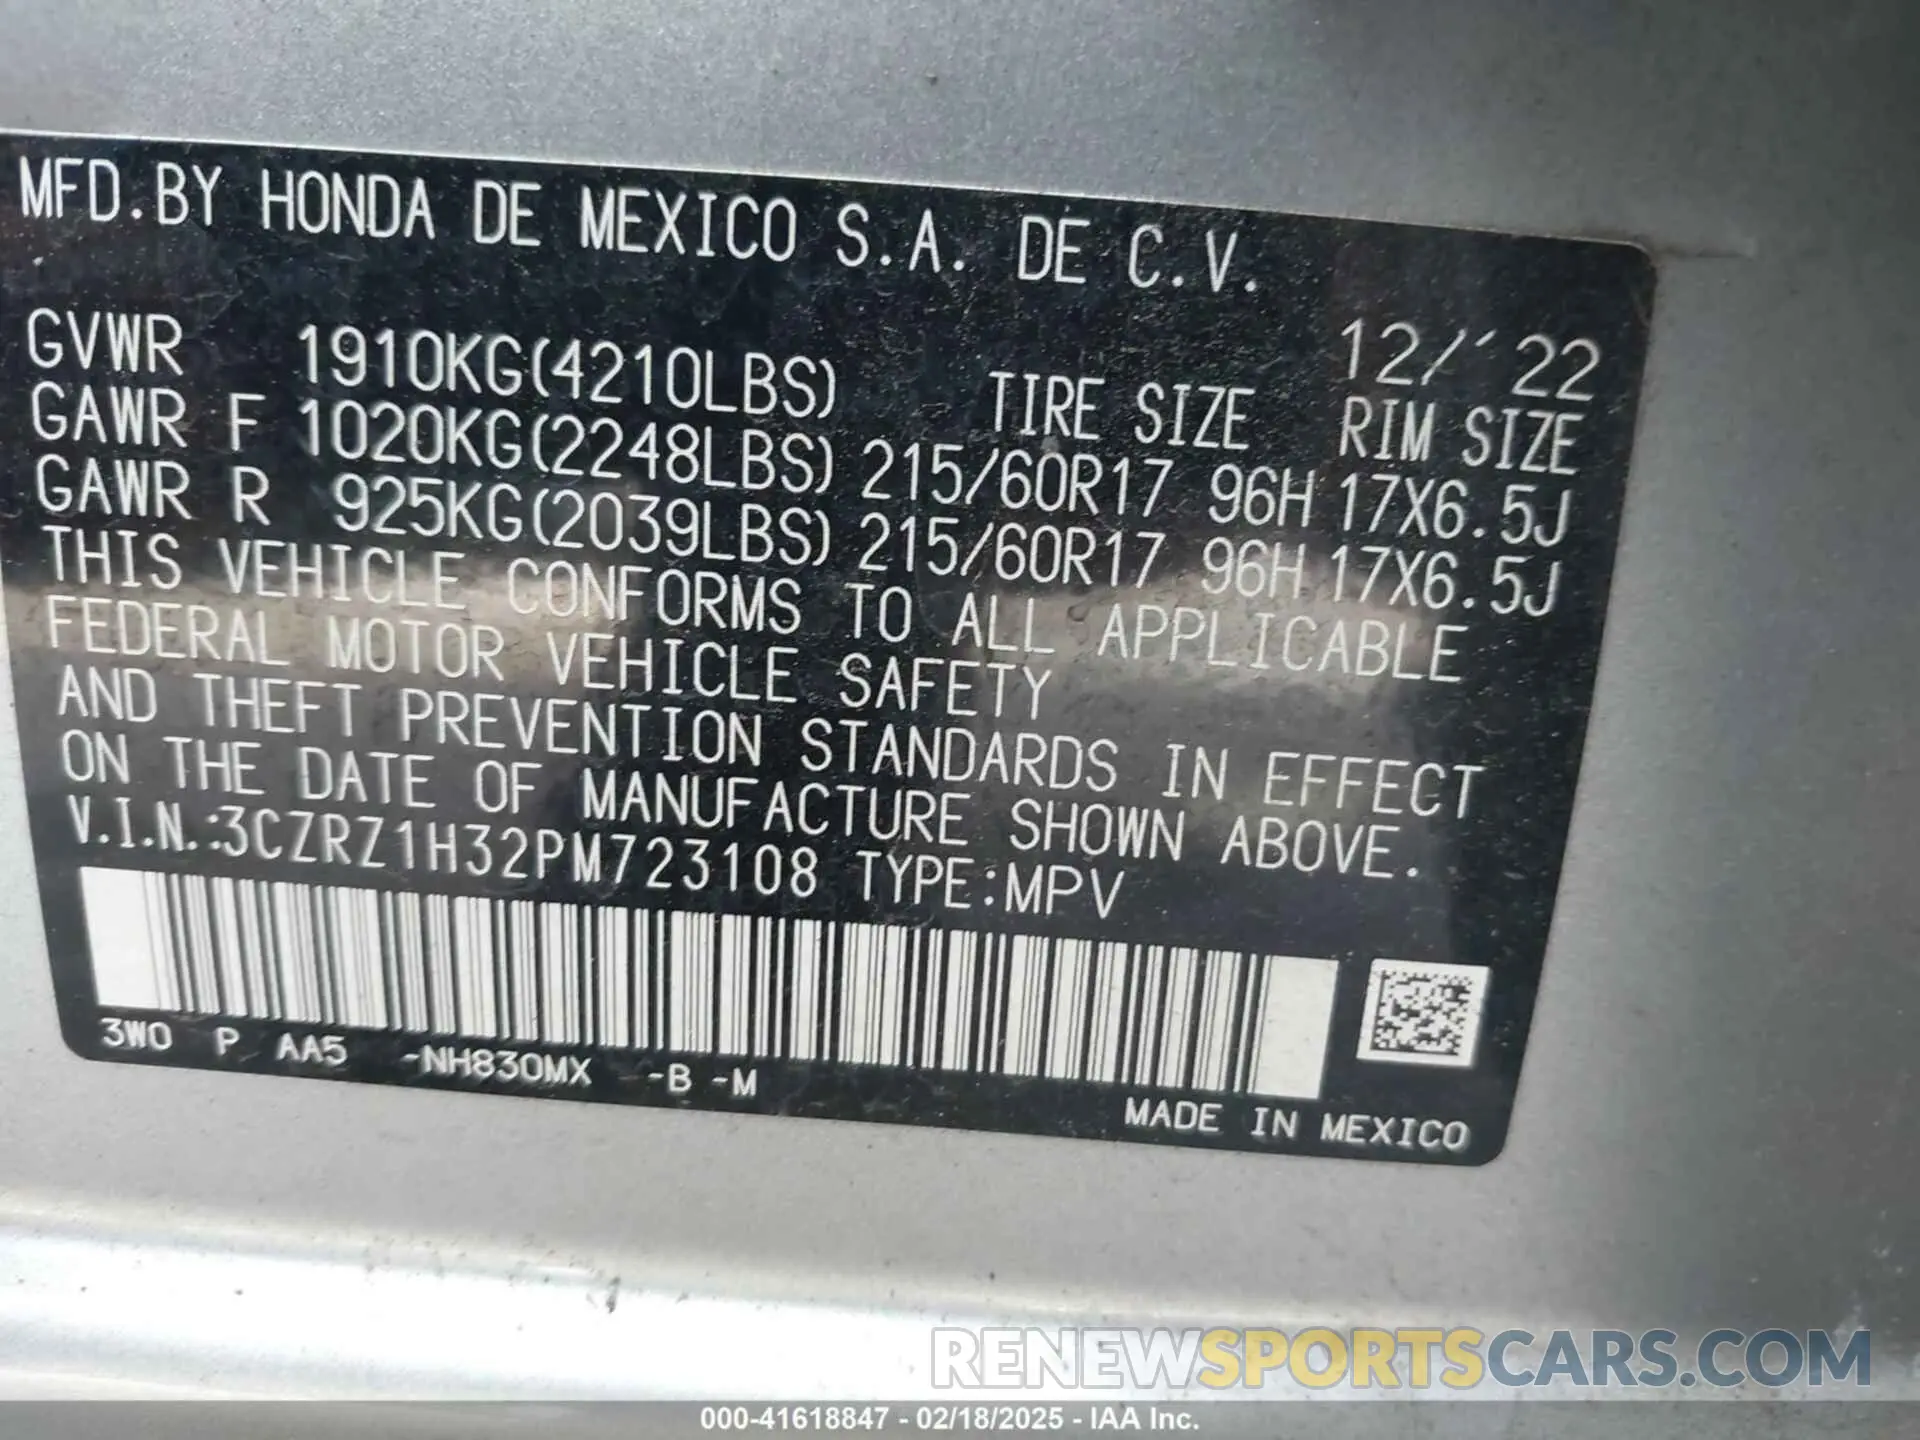 MFD.BY HONDA DE MEXICO S.A. DE C.V.
12/'22
GVWR 1910KG(4210LBS) TIRE SIZE RIM SIZE
GAWR F 1020KG(2248LBS) 215/60R17 96H 17X6.5J
GAWR R 925KG(2039LBS) 215/60R17 96H 17X6.5J
THIS VEHICLE CONFORMS TO ALL APPLICABLE
FEDERAL MOTOR VEHICLE SAFETY
AND THEFT PREVENTION STANDARDS IN EFFECT
ON THE DATE OF MANUFACTURE SHOWN ABOVE.
V.I.N.:3CZRZ1H32PM723108 TYPE:MPV
3W0 P AA5 -NH830MX -B -M
MADE IN MEXICO
RENEWSPORTSCARS.COM
000-41618847 - 02/18/2025 - IAA Inc.